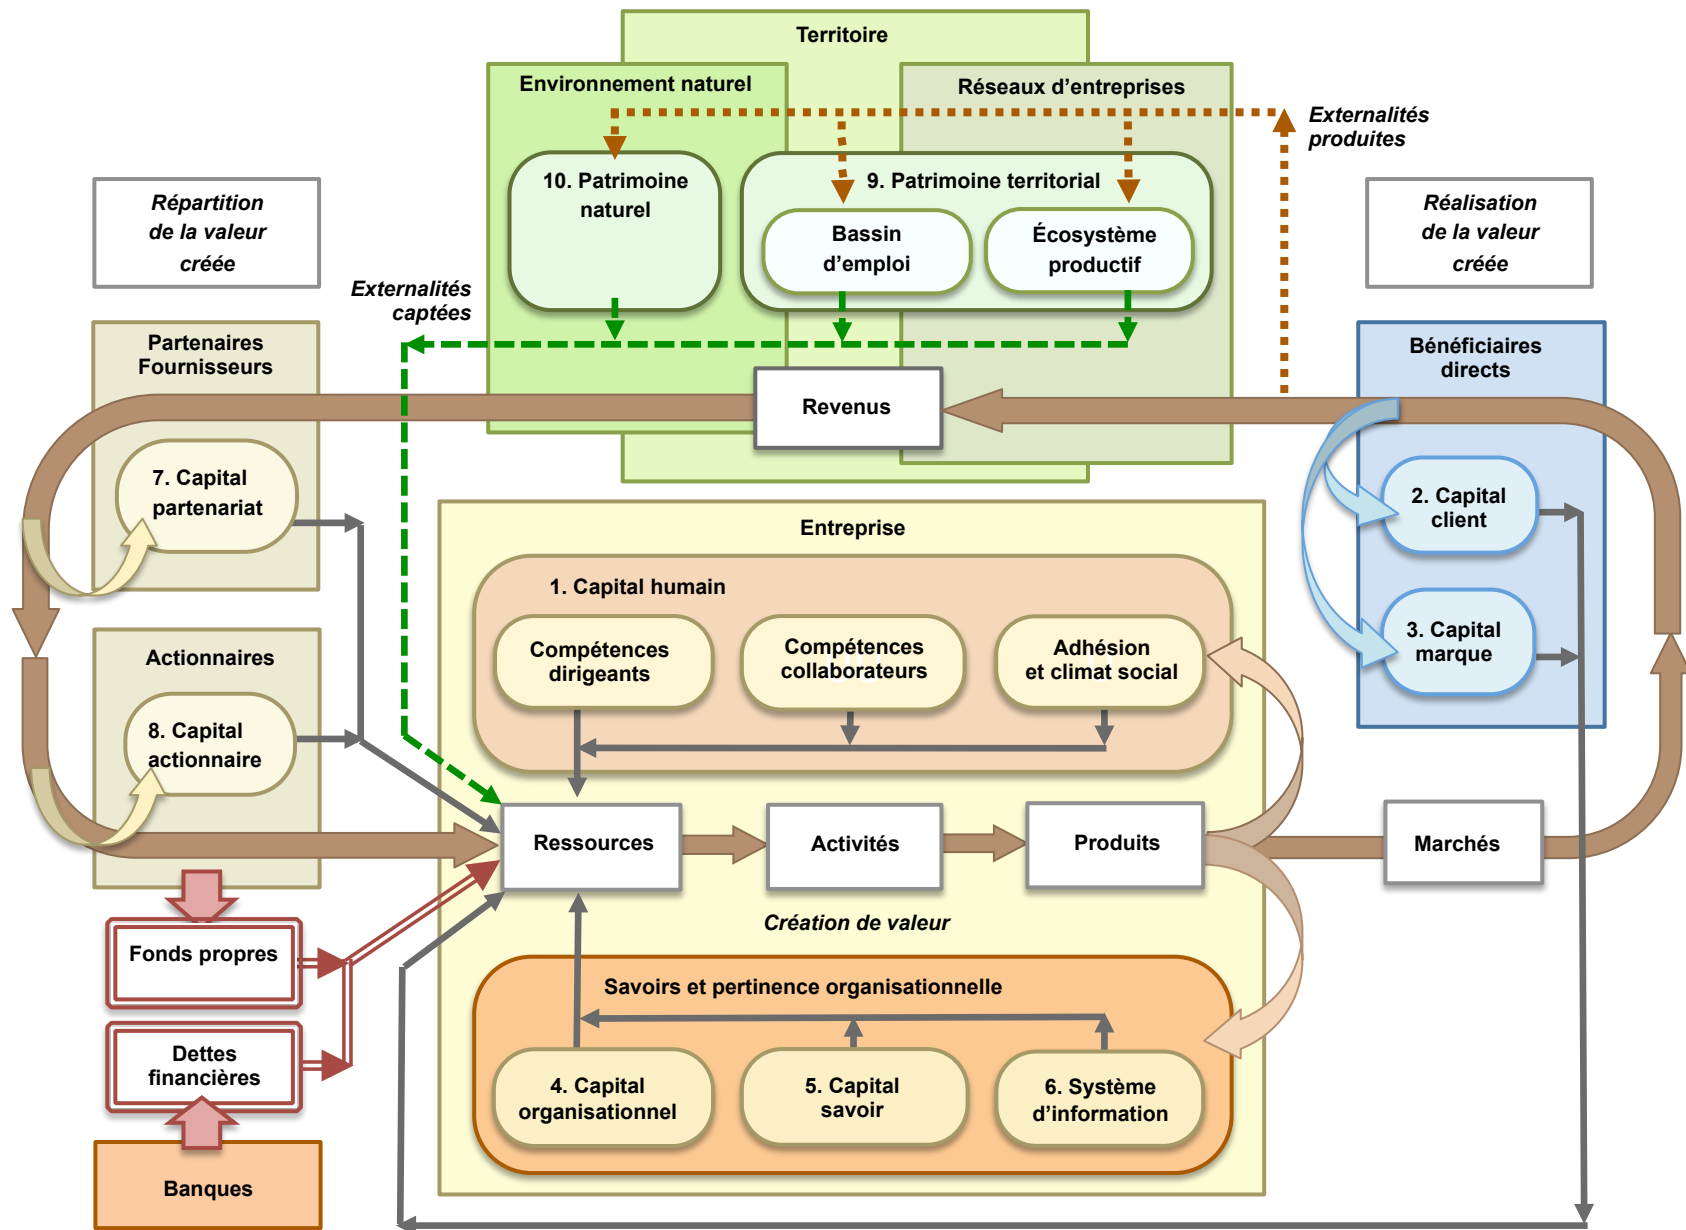 Territoire
Environnement naturel
Réseaux d’entreprises
Externalités
produites
10. Patrimoine
naturel
9. Patrimoine territorial
Bassin
d’emploi
Écosystème
productif
Répartition
de la valeur
créée
Réalisation
de la valeur
créée
Externalités
captées
Partenaires
Fournisseurs
Bénéficiaires
directs
Revenus
7. Capital
partenariat
2. Capital
client
Entreprise
1. Capital humain
Compétences
dirigeants
Compétences
collaborateurs
Adhésion
et climat social
3. Capital
marque
Actionnaires
8. Capital
actionnaire
Ressources
Activités
Produits
Marchés
Création de valeur
Fonds propres
Savoirs et pertinence organisationnelle
Dettes
financières
4. Capital
organisationnel
5. Capital
savoir
6. Système
d’information
Banques